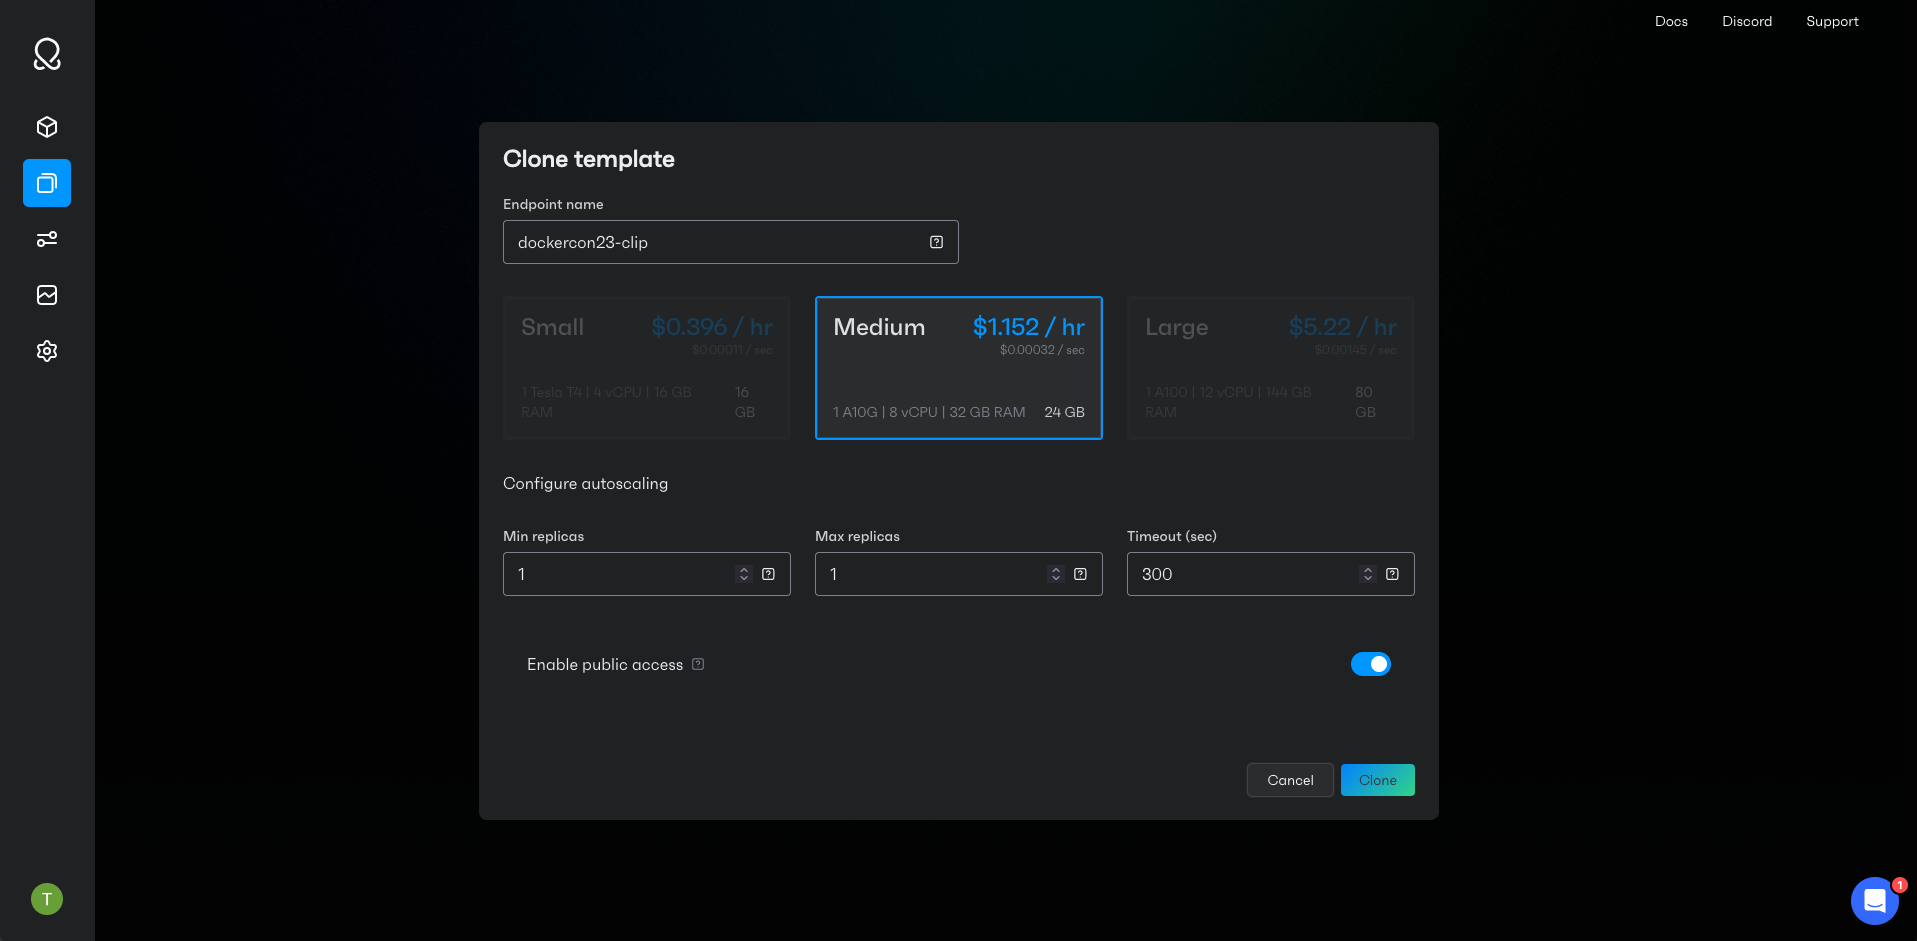 Docs Discord Support
Clone template
Endpoint name
dockercon23-clip
Small $0.396 / hr
$0.00011 / sec
1 Tesla T4 | 4 vCPU | 16 GB RAM
16 GB
Medium $1.152 / hr
$0.00032 / sec
1 A10G | 8 vCPU | 32 GB RAM 24 GB
Large $5.22 / hr
$0.00145 / sec
1 A100 | 12 vCPU | 144 GB RAM
80 GB
Configure autoscaling
Min replicas
1
Max replicas
1
Timeout (sec)
300
Enable public access
Cancel
Clone
T
1